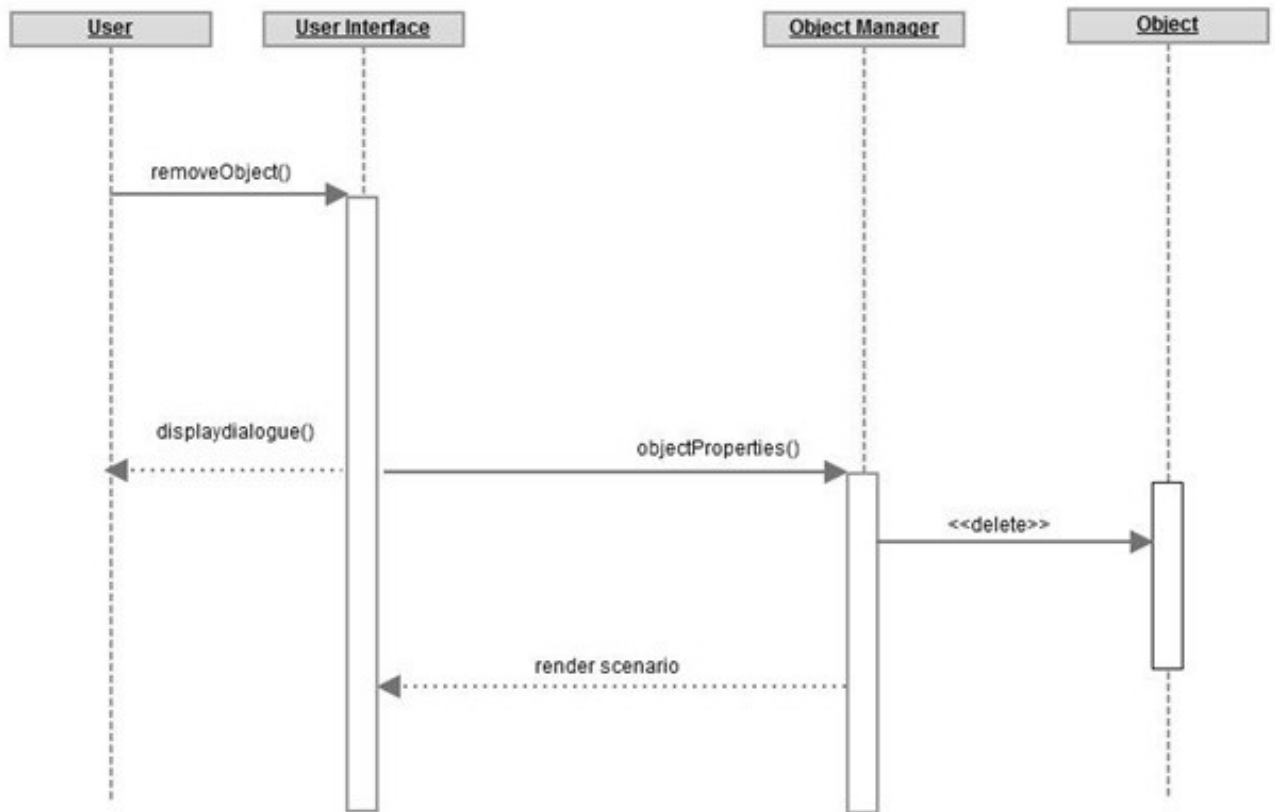 User
User Interface
Object Manager
Object
removeObject()
displaydialogue()
objectProperties()
<<delete>>
render scenario